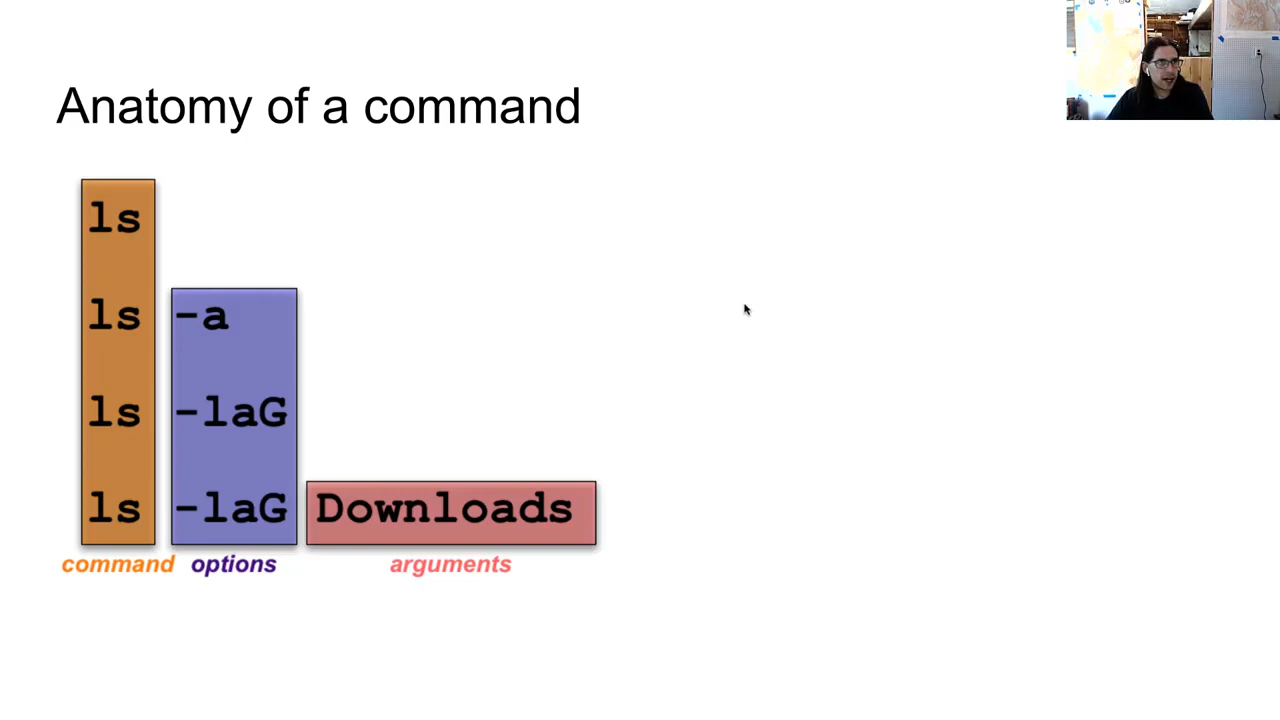 Anatomy of a command
ls
ls -a
ls -laG
ls -laG Downloads
command options arguments